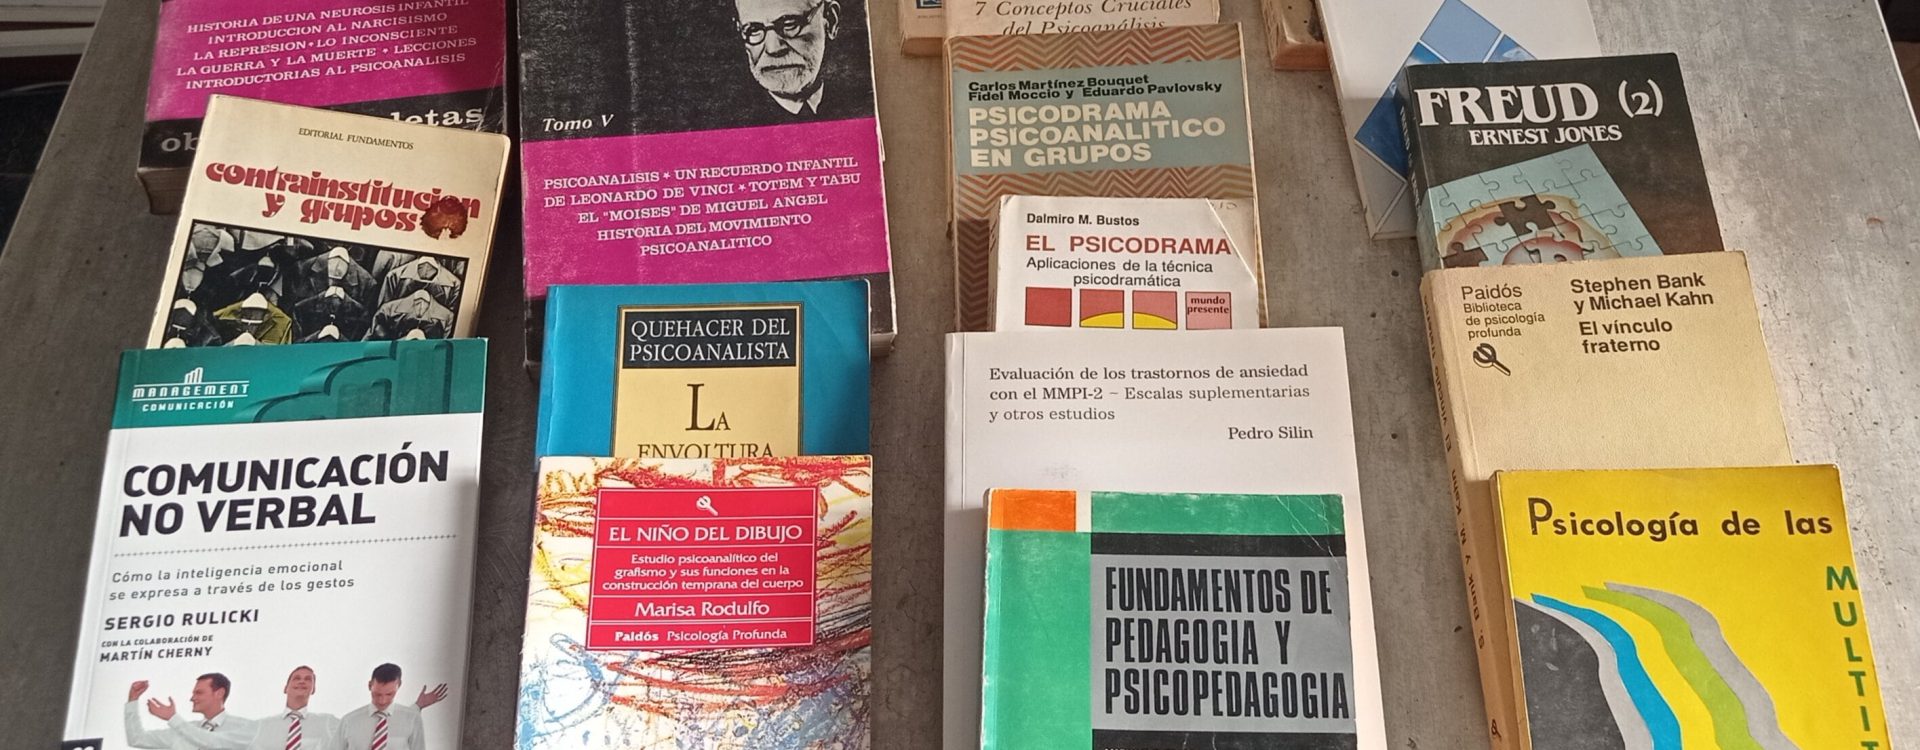 HISTORIA DE UNA NEUROSIS INFANTIL
INTRODUCCION AL NARCISISMO
LA REPRESION • LO INCONSCIENTE
LA GUERRA Y LA MUERTE • LECCIONES
INTRODUCTORIAS AL PSICOANALISIS
Tomo V
PSICOANALISIS * UN RECUERDO INFANTIL
DE LEONARDO DE VINCI * TOTEM Y TABU
EL "MOISES" DE MIGUEL ANGEL
HISTORIA DEL MOVIMIENTO
PSICOANALITICO
7 Conceptos Cruciales
del Psicoanálisis
Carlos Martínez Bouquet
Fidel Moccio y Eduardo Pavlovsky
PSICODRAMA
PSICOANALITICO
EN GRUPOS
FREUD (2)
ERNEST JONES
EDITORIAL FUNDAMENTOS
contrainstitucion
y grupos
Dalmiro M. Bustos
EL PSICODRAMA
Aplicaciones de la técnica
psicodramática
mundo
presente
Paidós
Biblioteca
de psicología
profunda
Stephen Bank
y Michael Kahn
El vínculo
fraterno
QUEHACER DEL
PSICOANALISTA
LA
ENVOLTURA
MANAGEMENT
COMUNICACIÓN
COMUNICACIÓN
NO VERBAL
Cómo la inteligencia emocional
se expresa a través de los gestos
SERGIO RULICKI
CON LA COLABORACIÓN DE
MARTÍN CHERNY
Evaluación de los trastornos de ansiedad
con el MMPI-2 – Escalas suplementarias
y otros estudios
Pedro Silin
EL NIÑO DEL DIBUJO
Estudio psicoanalítico del
grafismo y sus funciones en la
construcción temprana del cuerpo
Marisa Rodulfo
Paidós Psicología Profunda
FUNDAMENTOS DE
PEDAGOGIA Y
PSICOPEDAGOGIA
S. Bank y M. Kahn El vínculo fraterno
Psicología de las
MULTI